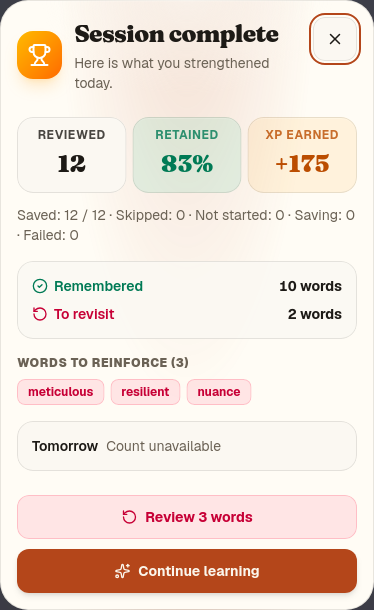 Session complete
Here is what you strengthened
today.
REVIEWED
12
RETAINED
83%
XP EARNED
+175
Saved: 12 / 12 · Skipped: 0 · Not started: 0 · Saving: 0
· Failed: 0
Remembered 10 words
To revisit 2 words
WORDS TO REINFORCE (3)
meticulous resilient nuance
Tomorrow Count unavailable
Review 3 words
Continue learning